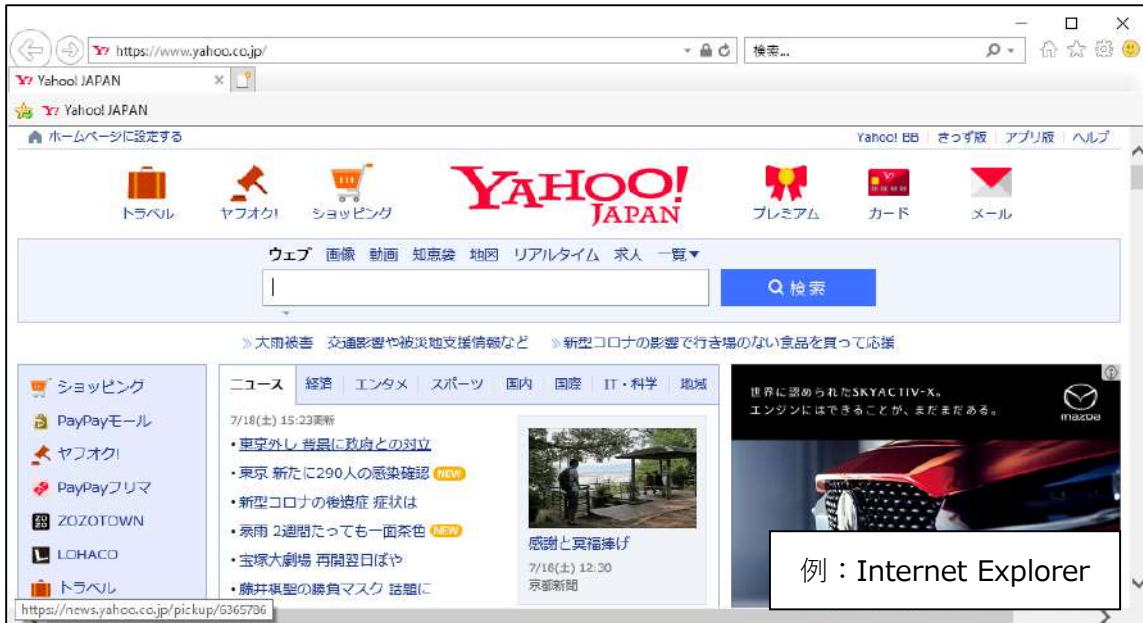 https://www.yahoo.co.jp/
検索...
Yahoo! JAPAN
Yahoo! JAPAN
ホームページに設定する
Yahoo! BB きっず版 アプリ版 ヘルプ
YAHOO!
JAPAN
トラベル ヤフオク! ショッピング プレミアム カード メール
ウェブ 画像 動画 知恵袋 地図 リアルタイム 求人 一覧▼
検索
大雨被害 交通影響や被災地支援情報など 新型コロナの影響で行き場のない食品を買って応援
ショッピング
PayPayモール
ヤフオク!
PayPayフリマ
ZOZOTOWN
LOHACO
トラベル
ニュース 経済 エンタメ スポーツ 国内 国際 IT・科学 地域
7/18(土) 15:23更新
・東京外し 背景に政府との対立
・東京 新たに290人の感染確認 NEW
・新型コロナの後遺症 症状は
・豪雨 2週間たっても一面茶色 NEW
・宝塚大劇場 再開翌日ぼや
・藤井棋聖の勝負マスク 話題に
感謝と冥福捧げ
7/18(土) 12:30
京都新聞
世界に認められたSKYACTIV-X。
エンジンにはできることが、まだまだある。
mazda
例：Internet Explorer
https://news.yahoo.co.jp/pickup/6365786